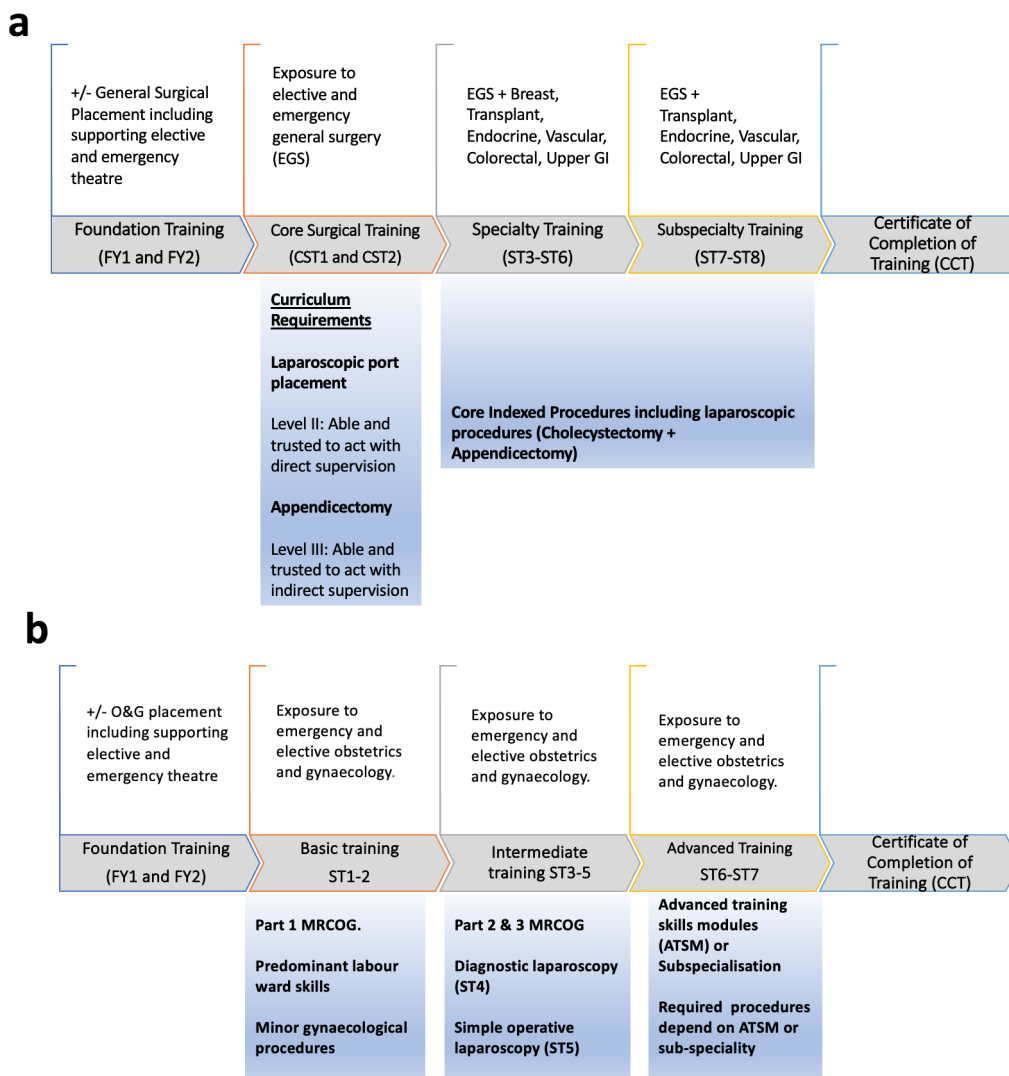 a
+/- General Surgical
Placement including
supporting elective
and emergency
theatre
Exposure to
elective and
emergency
general surgery
(EGS)
EGS + Breast,
Transplant,
Endocrine, Vascular,
Colorectal, Upper GI
EGS +
Transplant,
Endocrine, Vascular,
Colorectal, Upper GI
Foundation Training
(FY1 and FY2)
Core Surgical Training
(CST1 and CST2)
Specialty Training
(ST3-ST6)
Subspecialty Training
(ST7-ST8)
Certificate of
Completion of
Training (CCT)
Curriculum
Requirements
Laparoscopic port
placement
Level II: Able and
trusted to act with
direct supervision
Appendicectomy
Level III: Able and
trusted to act with
indirect supervision
Core Indexed Procedures including laparoscopic
procedures (Cholecystectomy +
Appendicectomy)
b
+/- O&G placement
including supporting
elective and
emergency theatre
Exposure to
emergency and
elective obstetrics
and gynaecology.
Exposure to
emergency and
elective obstetrics
and gynaecology.
Exposure to
emergency and
elective obstetrics
and gynaecology.
Foundation Training
(FY1 and FY2)
Basic training
ST1-2
Intermediate
training ST3-5
Advanced Training
ST6-ST7
Certificate of
Completion of
Training (CCT)
Part 1 MRCOG.
Predominant labour
ward skills
Minor gynaecological
procedures
Part 2 & 3 MRCOG
Diagnostic laparoscopy
(ST4)
Simple operative
laparoscopy (ST5)
Advanced training
skills modules
(ATSM) or
Subspecialisation
Required procedures
depend on ATSM or
sub-speciality